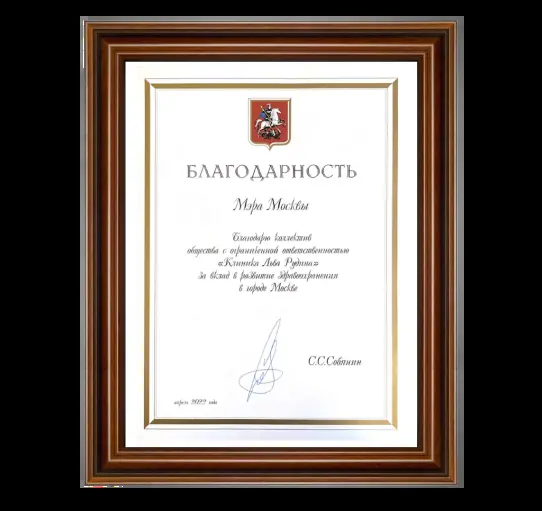 БЛАГОДАРНОСТЬ
Мэра Москвы
Благодарю коллектив
общества с ограниченной ответственностью
«Клиника Льва Рудина»
за вклад в развитие здравоохранения
в городе Москве
С.С.Собянин
апрель 2022 года